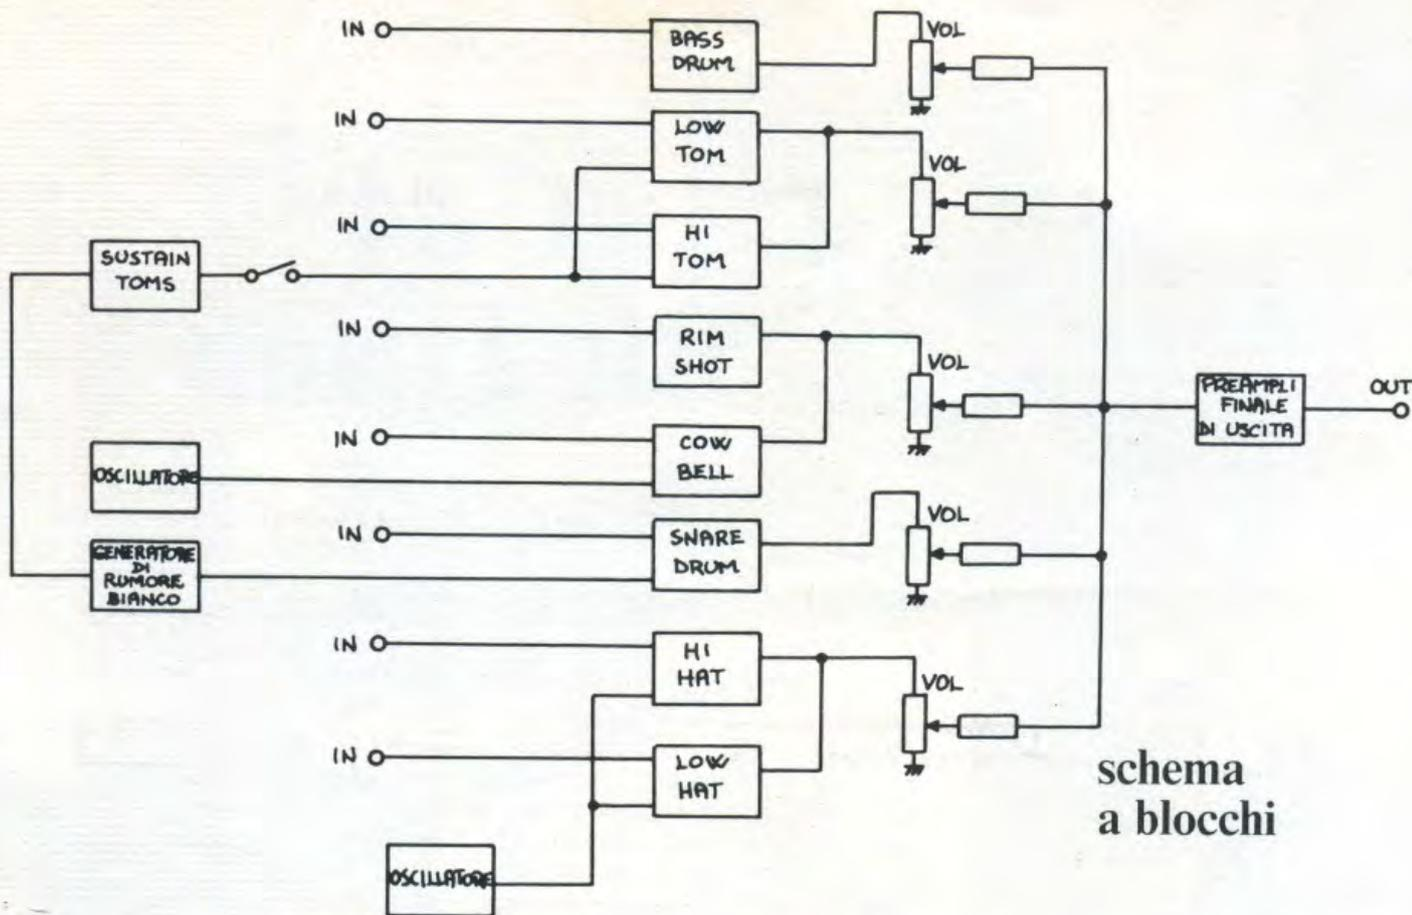 IN
BASS
DRUM
VOL
IN
LOW
TOM
VOL
IN
HI
TOM
SUSTAIN
TOMS
IN
RIM
SHOT
VOL
PREAMPLI
FINALE
DI USCITA
OUT
IN
COW
BELL
OSCILLATORE
IN
SNARE
DRUM
VOL
GENERATORE
DI
RUMORE
BIANCO
IN
HI
HAT
VOL
IN
LOW
HAT
OSCILLATORE
schema
a blocchi